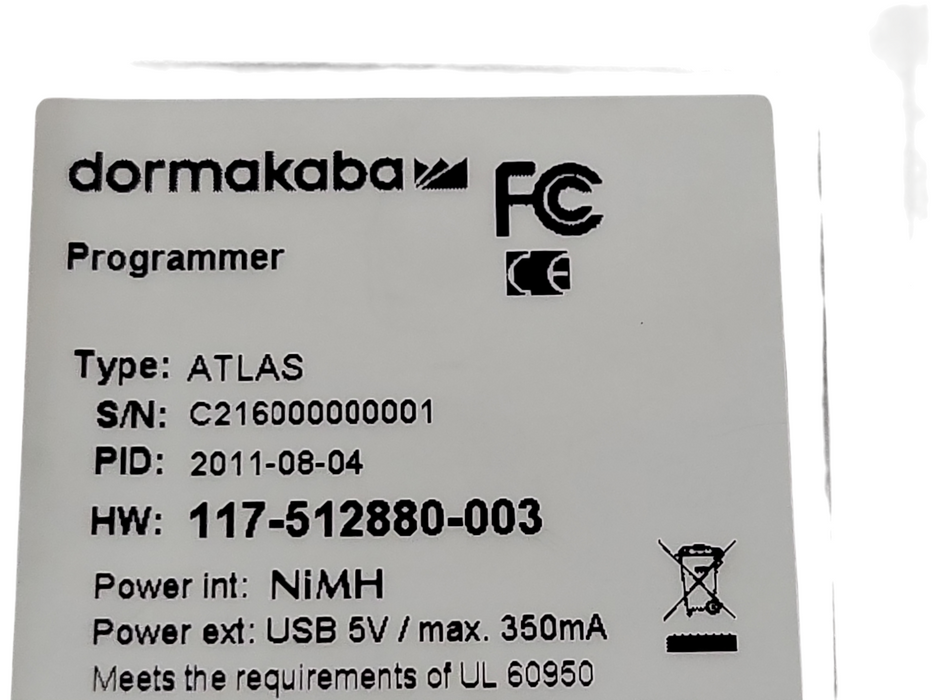 dormakaba
FC
CE
Programmer
Type: ATLAS
S/N: C216000000001
PID: 2011-08-04
HW: 117-512880-003
Power int: NiMH
Power ext: USB 5V / max. 350mA
Meets the requirements of UL 60950